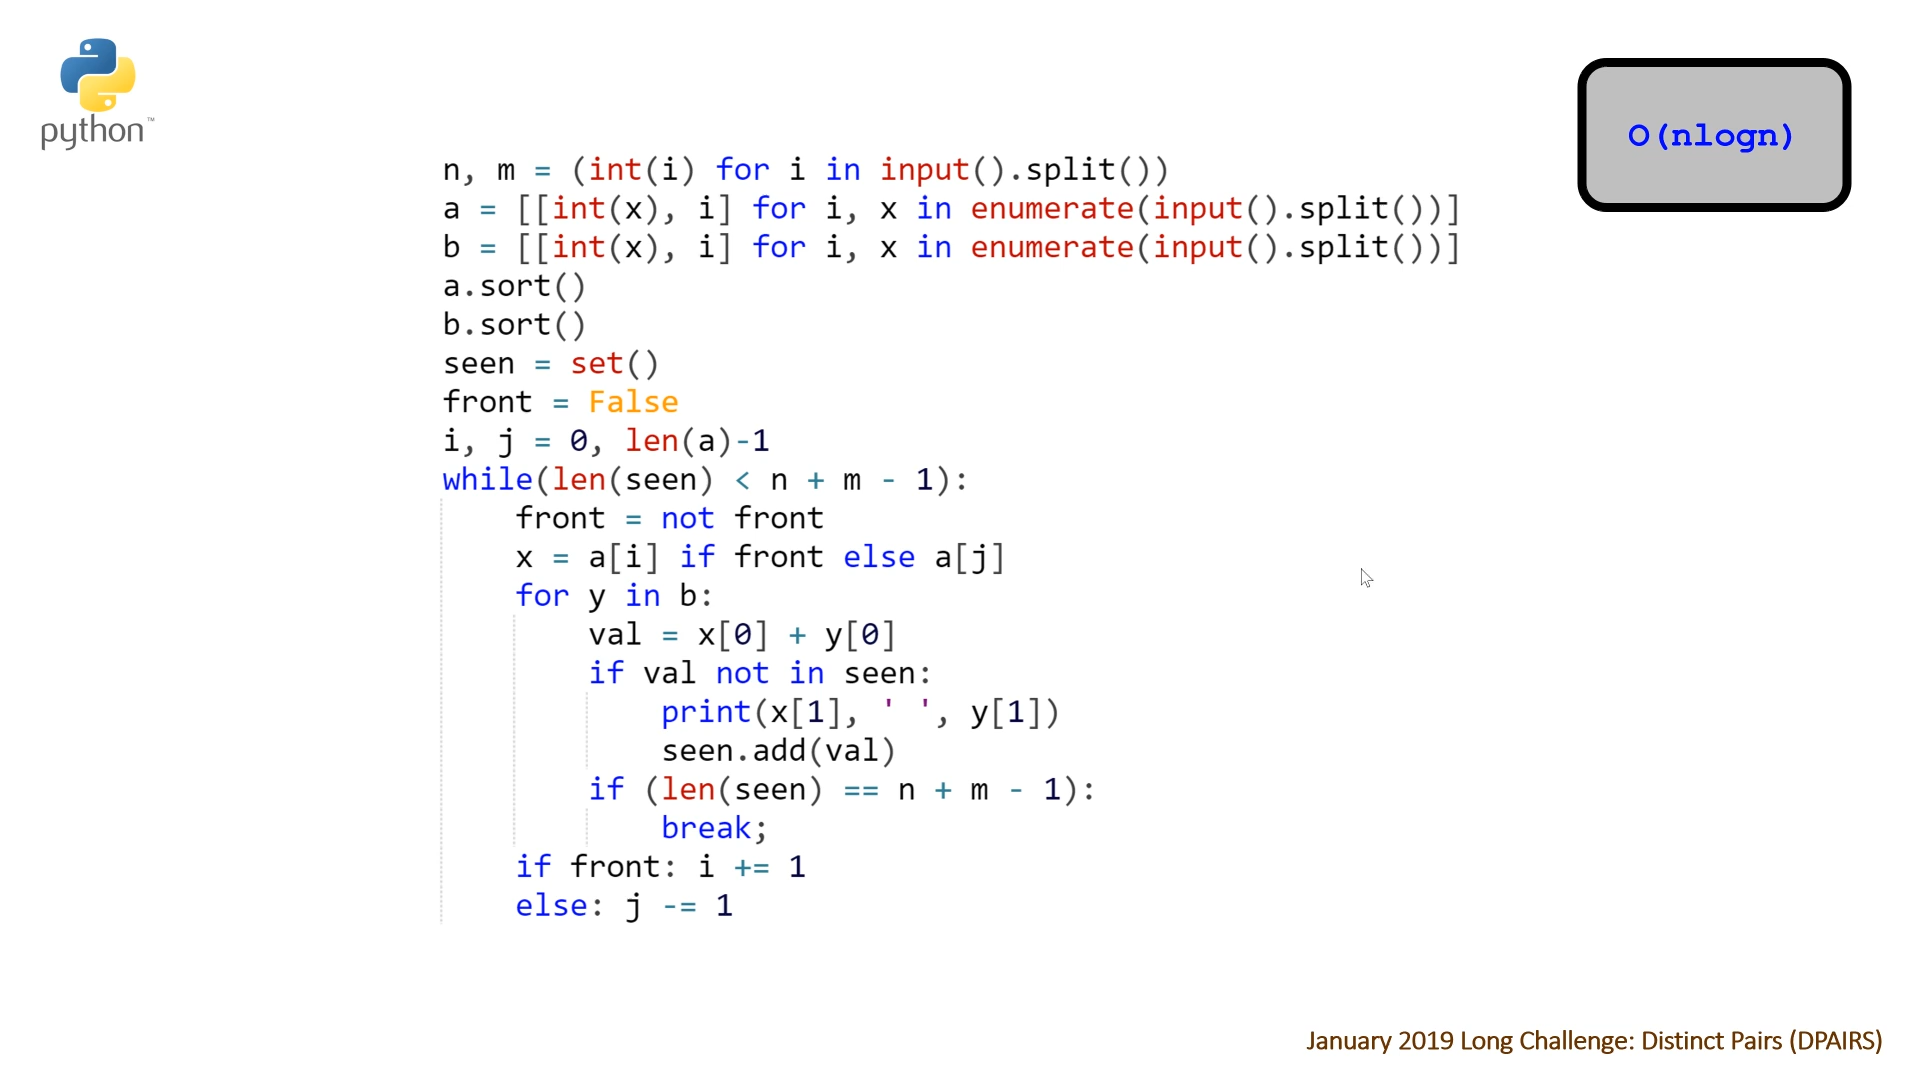 python™
O(nlogn)
n, m = (int(i) for i in input().split())
a = [[int(x), i] for i, x in enumerate(input().split())]
b = [[int(x), i] for i, x in enumerate(input().split())]
a.sort()
b.sort()
seen = set()
front = False
i, j = 0, len(a)-1
while(len(seen) < n + m - 1):
    front = not front
    x = a[i] if front else a[j]
    for y in b:
        val = x[0] + y[0]
        if val not in seen:
            print(x[1], ' ', y[1])
            seen.add(val)
        if (len(seen) == n + m - 1):
            break;
    if front: i += 1
    else: j -= 1
January 2019 Long Challenge: Distinct Pairs (DPAIRS)